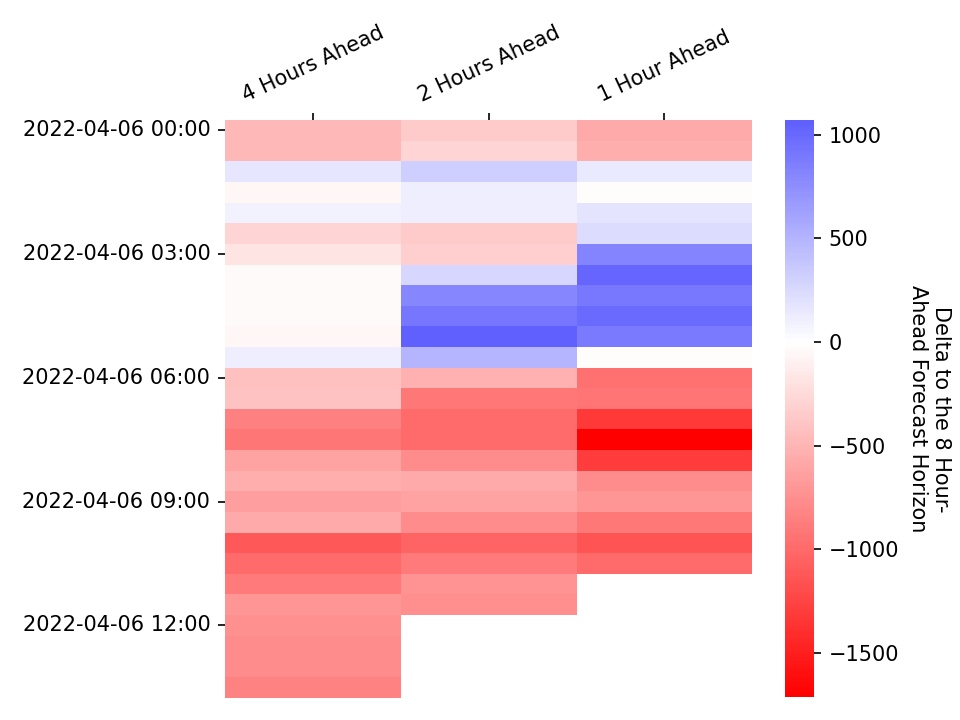 4 Hours Ahead
2 Hours Ahead
1 Hour Ahead
2022-04-06 00:00
2022-04-06 03:00
2022-04-06 06:00
2022-04-06 09:00
2022-04-06 12:00
1000
500
0
−500
−1000
−1500
Delta to the 8 Hour-
Ahead Forecast Horizon